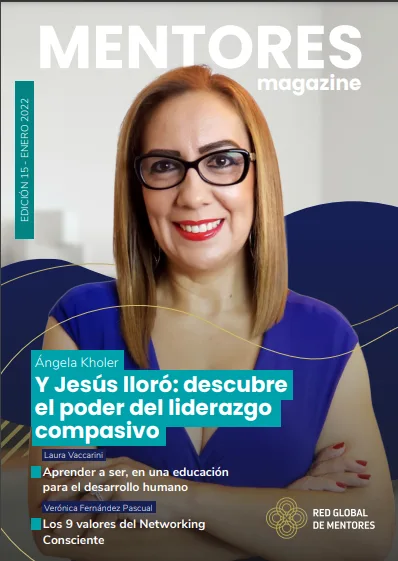 MENTORES
magazine
EDICIÓN 15 - ENERO 2022
Ángela Kholer
Y Jesús lloró: descubre
el poder del liderazgo
compasivo
Laura Vaccarini
Aprender a ser, en una educación
para el desarrollo humano
Verónica Fernández Pascual
Los 9 valores del Networking
Consciente
RED GLOBAL
DE MENTORES